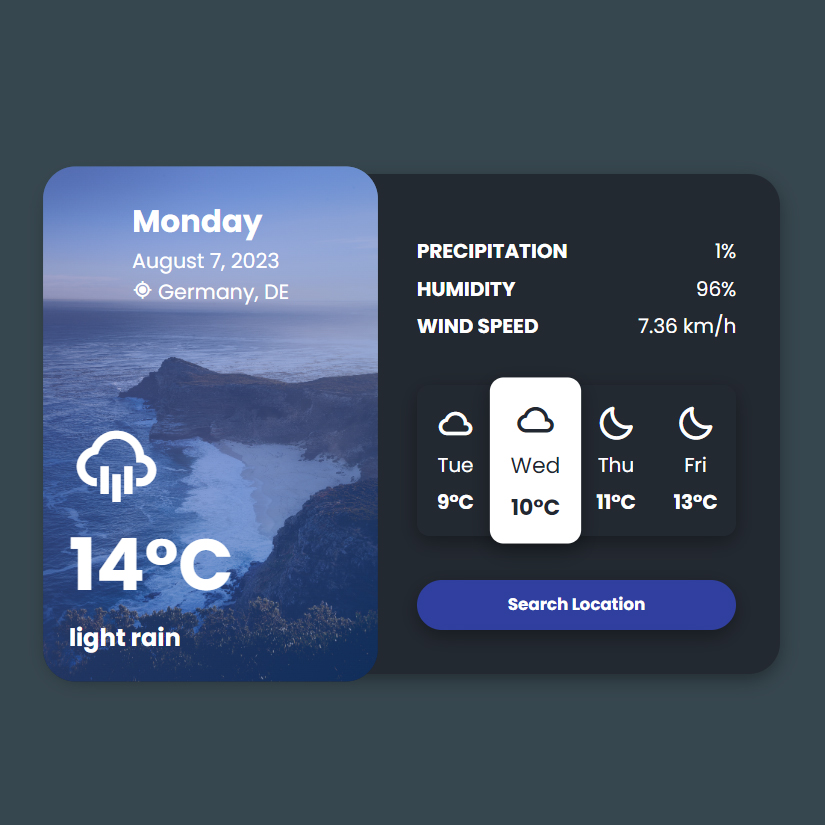 Monday
August 7, 2023
Germany, DE
14°C
light rain
PRECIPITATION 1%
HUMIDITY 96%
WIND SPEED 7.36 km/h
Tue Wed Thu Fri
9°C 10°C 11°C 13°C
Search Location